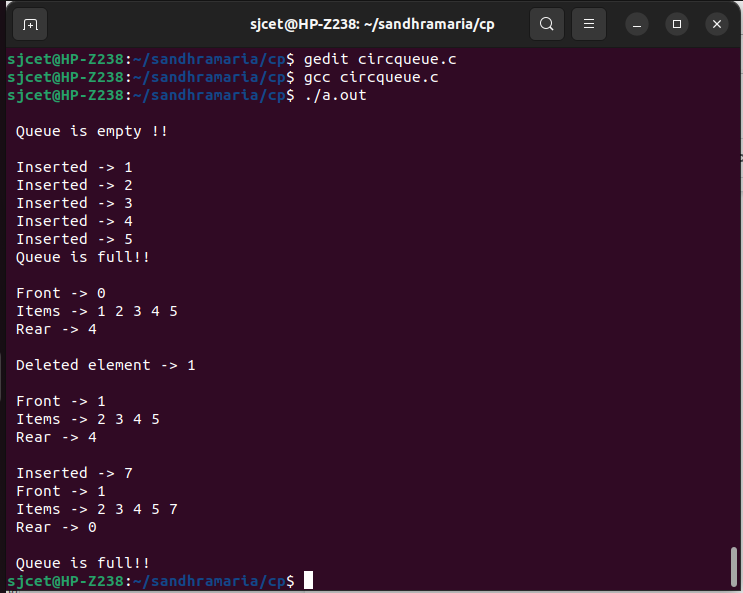 sjcet@HP-Z238: ~/sandhramaria/cp
sjcet@HP-Z238:~/sandhramaria/cp$ gedit circqueue.c
sjcet@HP-Z238:~/sandhramaria/cp$ gcc circqueue.c
sjcet@HP-Z238:~/sandhramaria/cp$ ./a.out
Queue is empty !!
Inserted -> 1
Inserted -> 2
Inserted -> 3
Inserted -> 4
Inserted -> 5
Queue is full!!
Front -> 0
Items -> 1 2 3 4 5
Rear -> 4
Deleted element -> 1
Front -> 1
Items -> 2 3 4 5
Rear -> 4
Inserted -> 7
Front -> 1
Items -> 2 3 4 5 7
Rear -> 0
Queue is full!!
sjcet@HP-Z238:~/sandhramaria/cp$